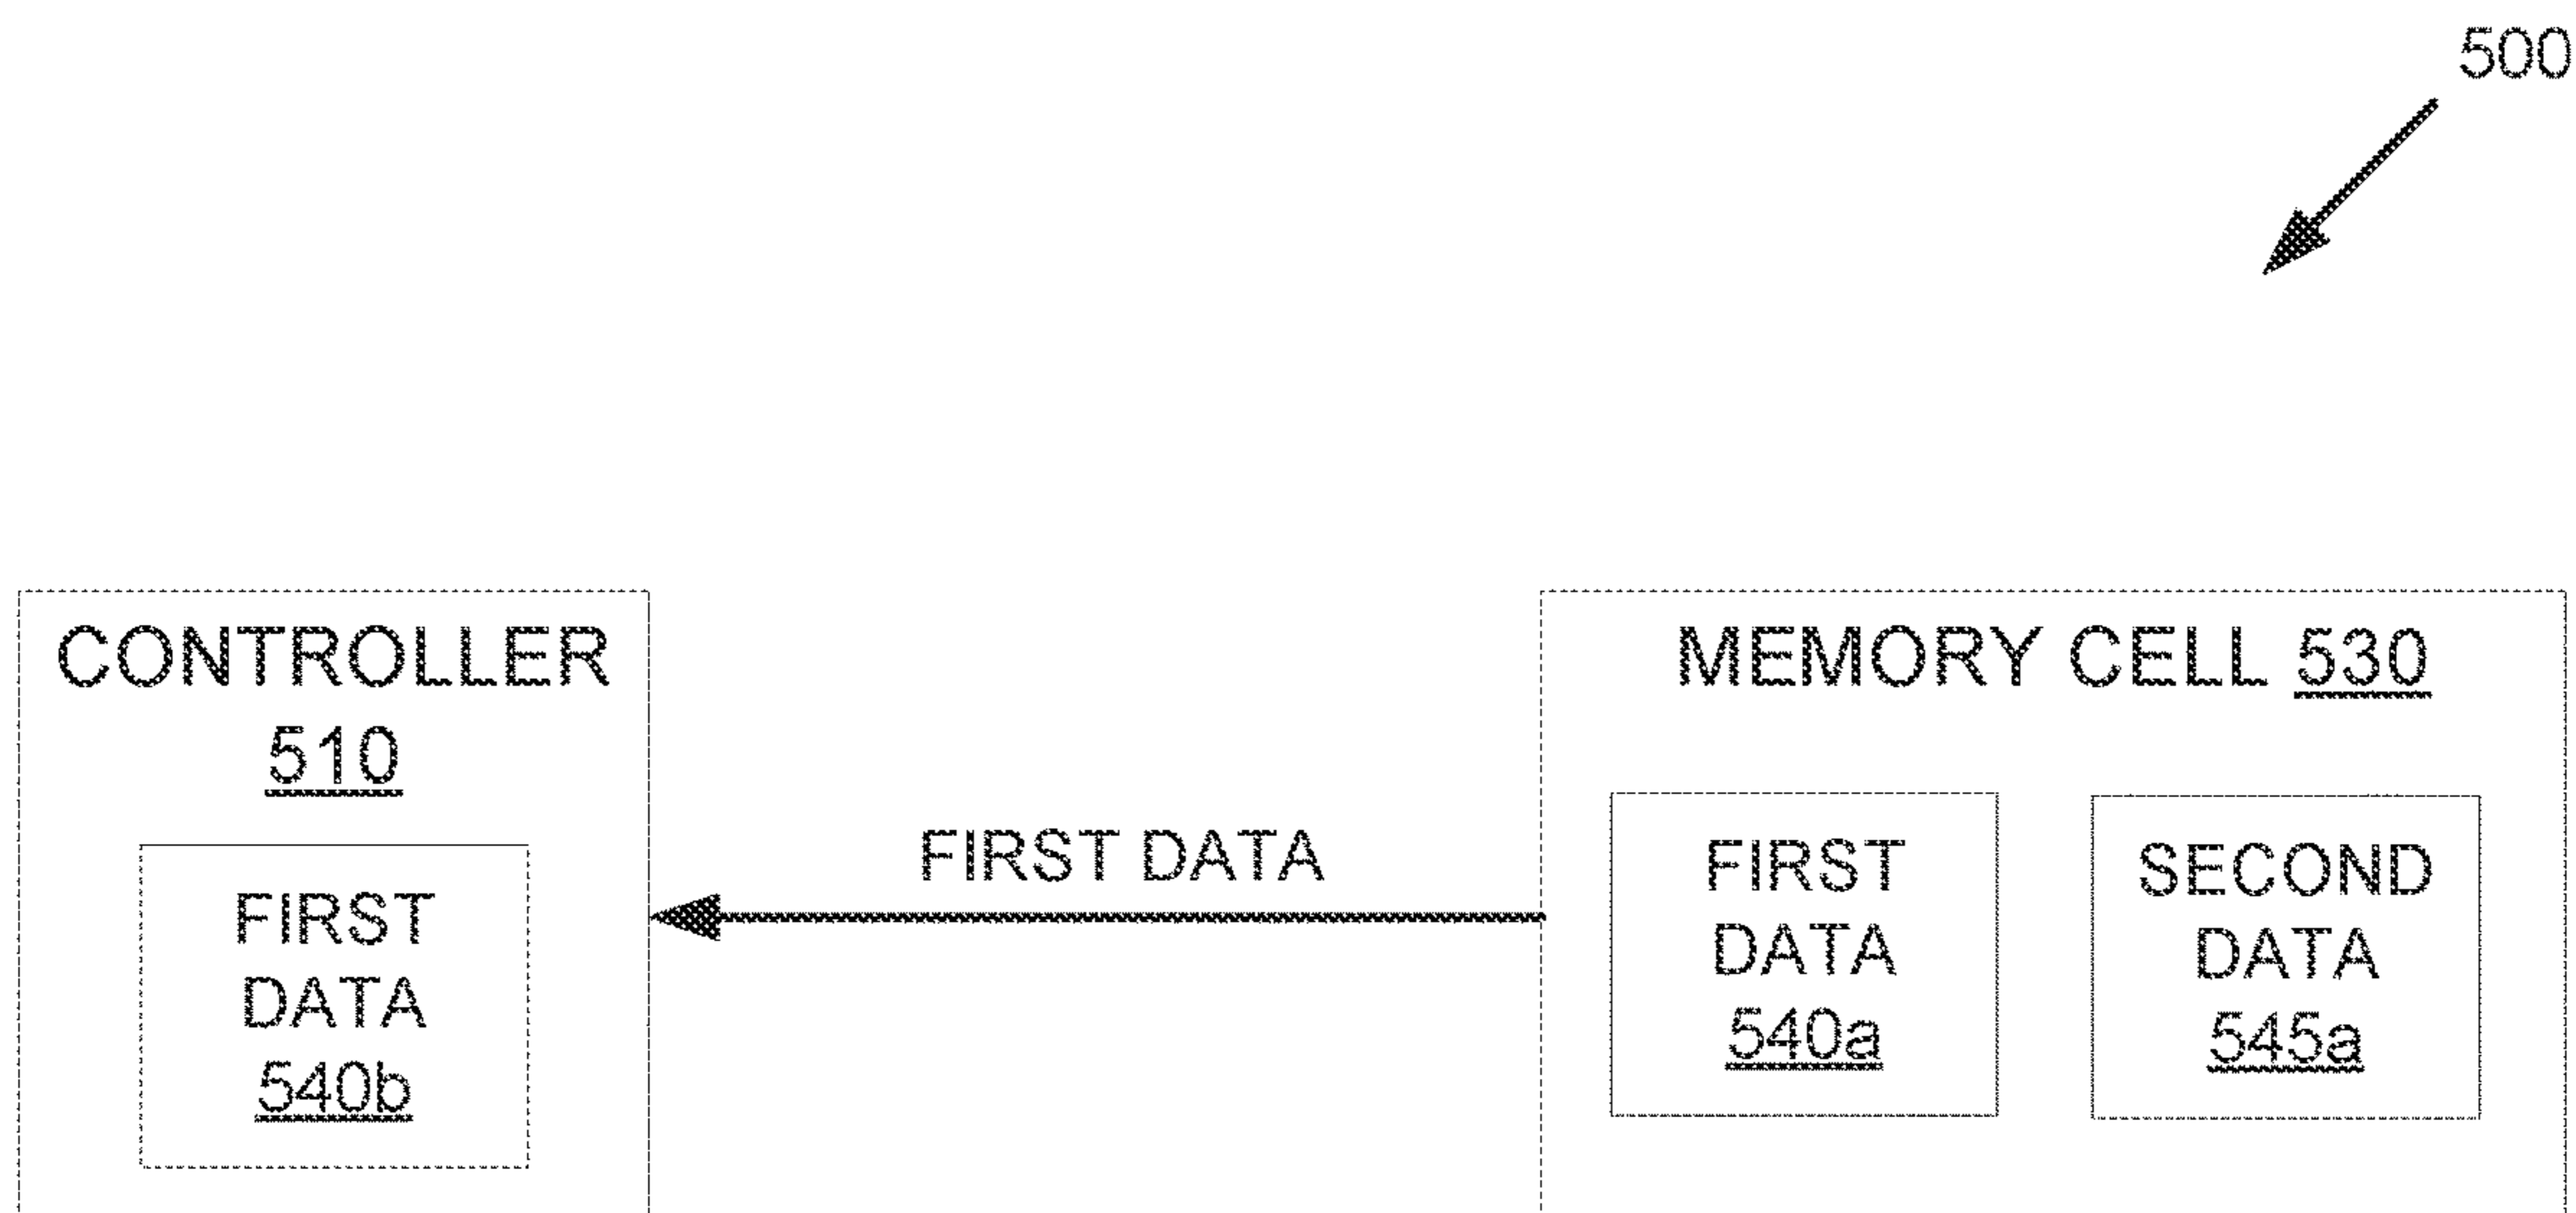 500
CONTROLLER
510
FIRST
DATA
540b
FIRST DATA
MEMORY CELL 530
FIRST
DATA
540a
SECOND
DATA
545a